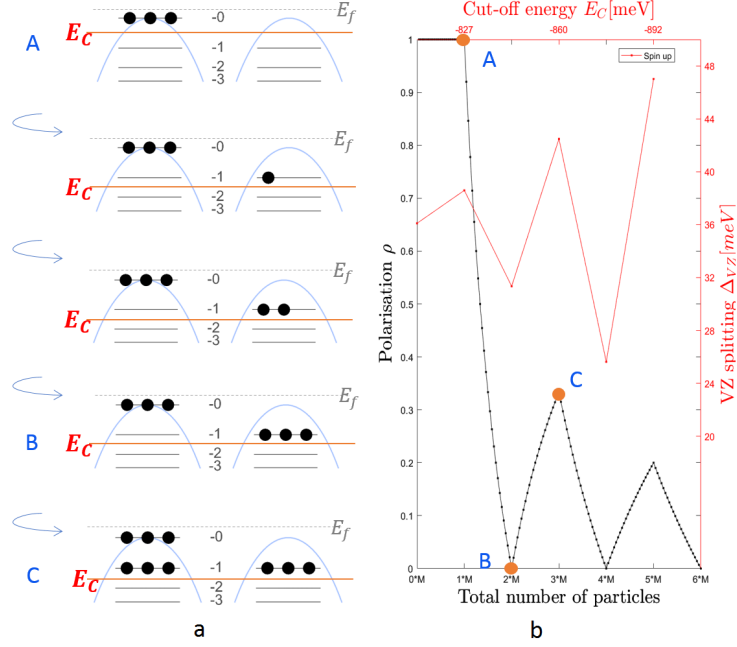 A
E_C
-0
E_f
-1
-2
-3
E_C
-0
E_f
-1
-2
-3
E_C
-0
E_f
-1
-2
-3
B
E_C
-0
E_f
-1
-2
-3
C
E_C
-0
E_f
-1
-2
-3
a
Cut-off energy E_C[meV]
-827 -860 -892
Spin up
A
B
C
Polarisation ρ
1
0.9
0.8
0.7
0.6
0.5
0.4
0.3
0.2
0.1
0
VZ splitting Δ_VZ[meV]
48
44
40
36
32
28
24
20
0*M 1*M 2*M 3*M 4*M 5*M 6*M
Total number of particles
b